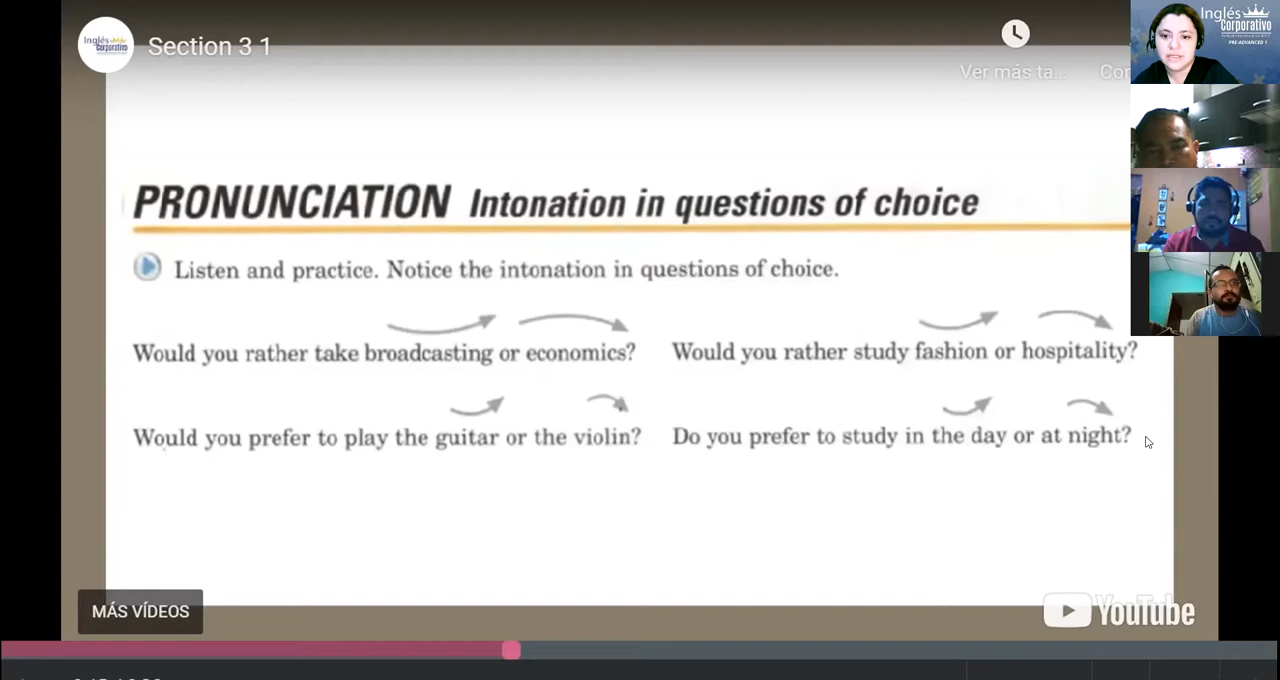 Inglés
Corporativo
Section 3 1
Ver más ta...
Con
Inglés
Corporativo
PRE-ADVANCED 1
PRONUNCIATION Intonation in questions of choice
Listen and practice. Notice the intonation in questions of choice.
Would you rather take broadcasting or economics? Would you rather study fashion or hospitality?
Would you prefer to play the guitar or the violin? Do you prefer to study in the day or at night?
MÁS VÍDEOS
YouTube